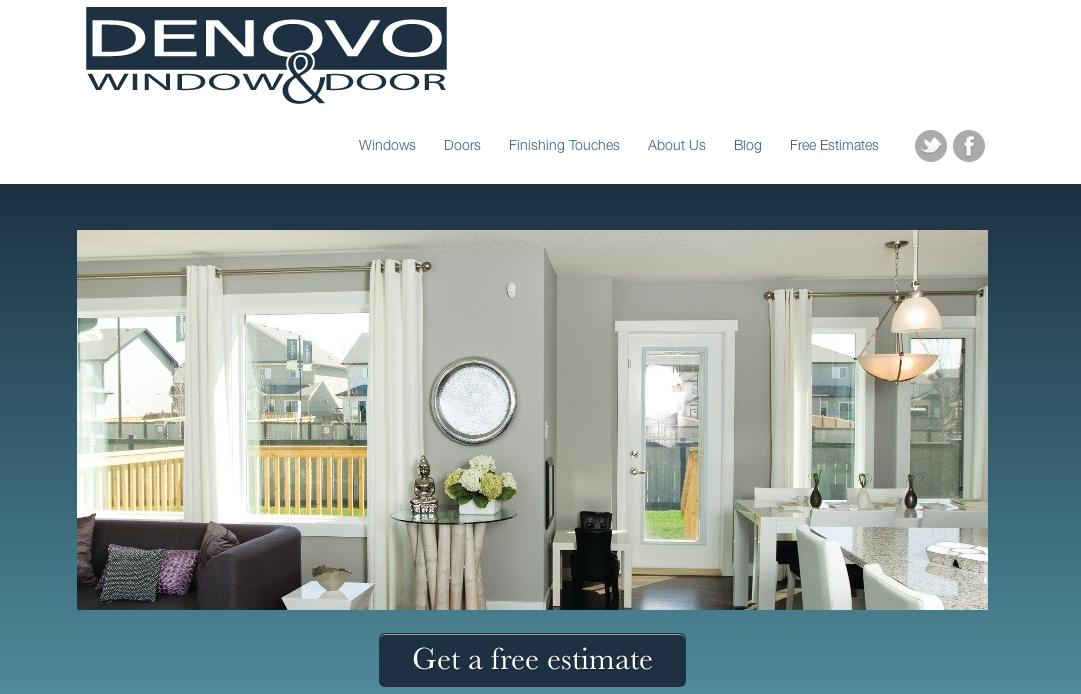 DENOVO
WINDOW & DOOR
Windows Doors Finishing Touches About Us Blog Free Estimates
Get a free estimate